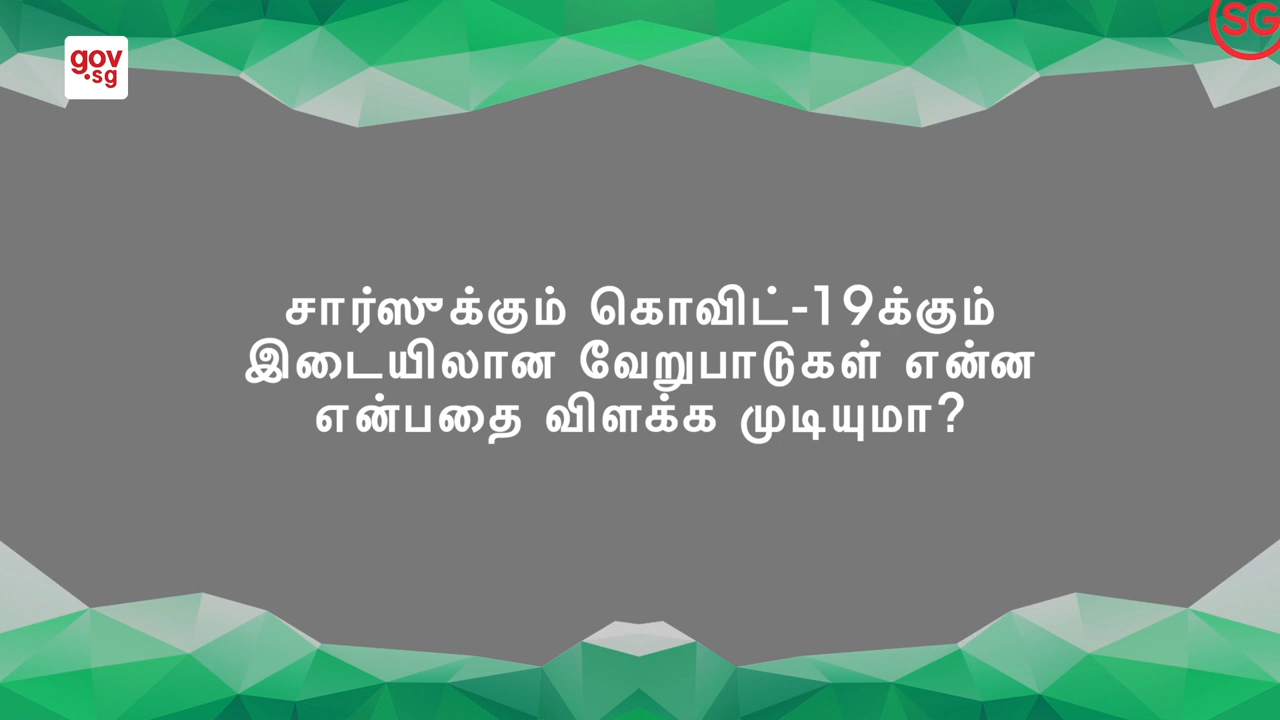 gov
.sg
SG
சார்ஸுக்கும் கொவிட்-19க்கும்
இடையிலான வேறுபாடுகள் என்ன
என்பதை விளக்க முடியுமா?